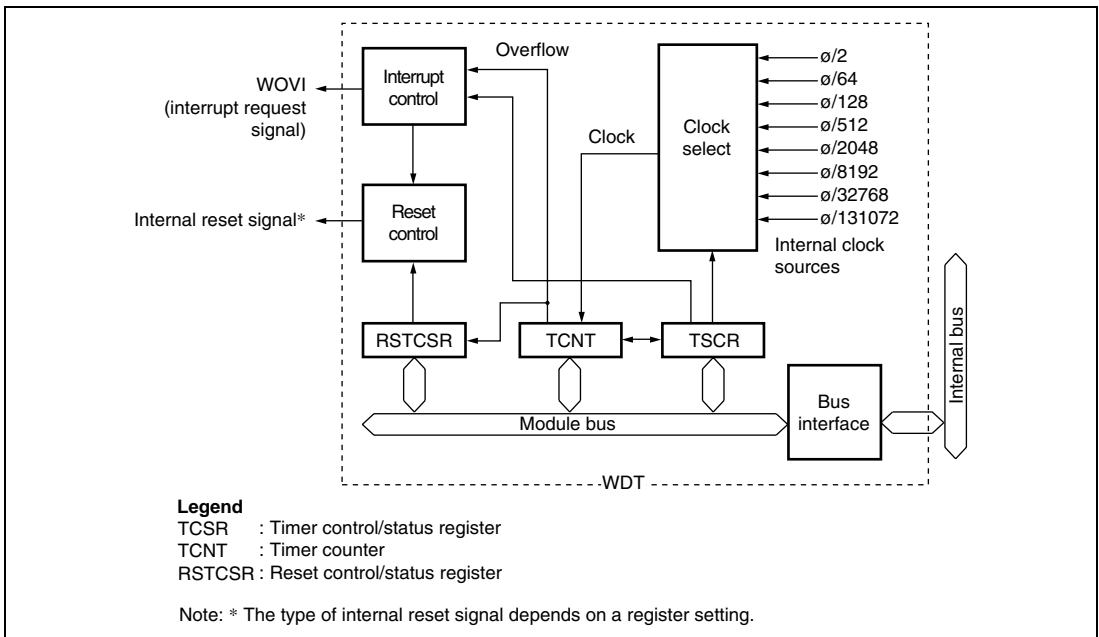 Overflow
Interrupt
control
WOVI
(interrupt request
signal)
Internal reset signal*
Reset
control
Clock
Clock
select
ø/2
ø/64
ø/128
ø/512
ø/2048
ø/8192
ø/32768
ø/131072
Internal clock
sources
RSTCSR
TCNT
TSCR
Module bus
Bus
interface
Internal bus
WDT
Legend
TCSR : Timer control/status register
TCNT : Timer counter
RSTCSR : Reset control/status register
Note: * The type of internal reset signal depends on a register setting.